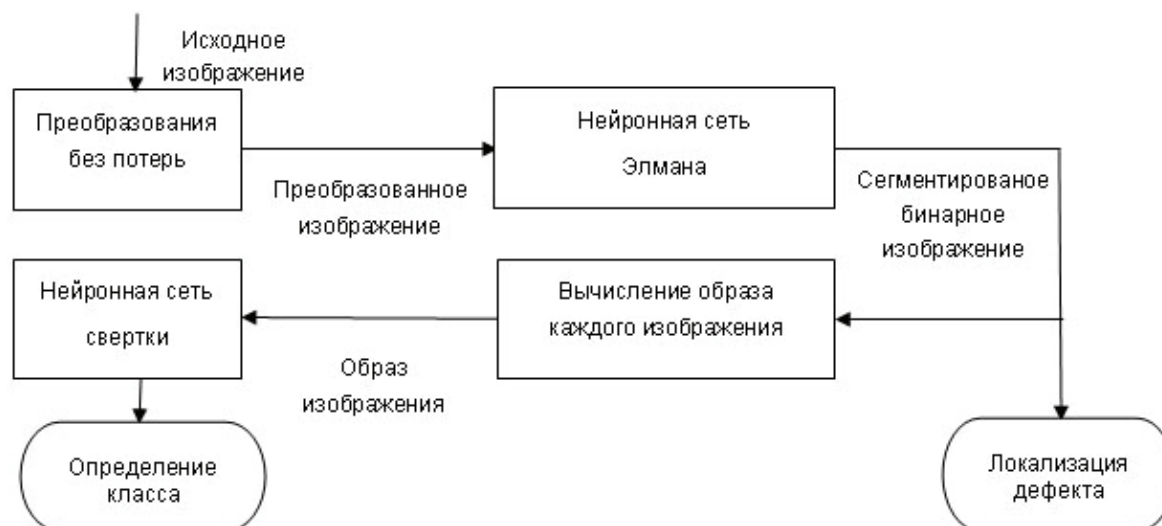 Исходное
изображение
Преобразования
без потерь
Преобразованное
изображение
Нейронная сеть
Элмана
Сегментированое
бинарное
изображение
Нейронная сеть
свертки
Образ
изображения
Вычисление образа
каждого изображения
Определение
класса
Локализация
дефекта